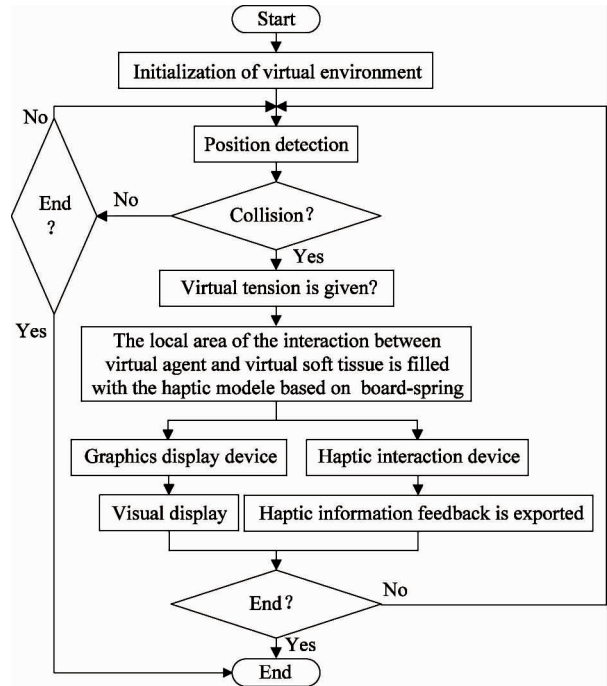 Start
Initialization of virtual environment
No
Position detection
End
?
No
Collision?
Yes
Virtual tension is given?
Yes
The local area of the interaction between
virtual agent and virtual soft tissue is filled
with the haptic modele based on board-spring
Graphics display device
Haptic interaction device
Visual display
Haptic information feedback is exported
End?
No
Yes
End